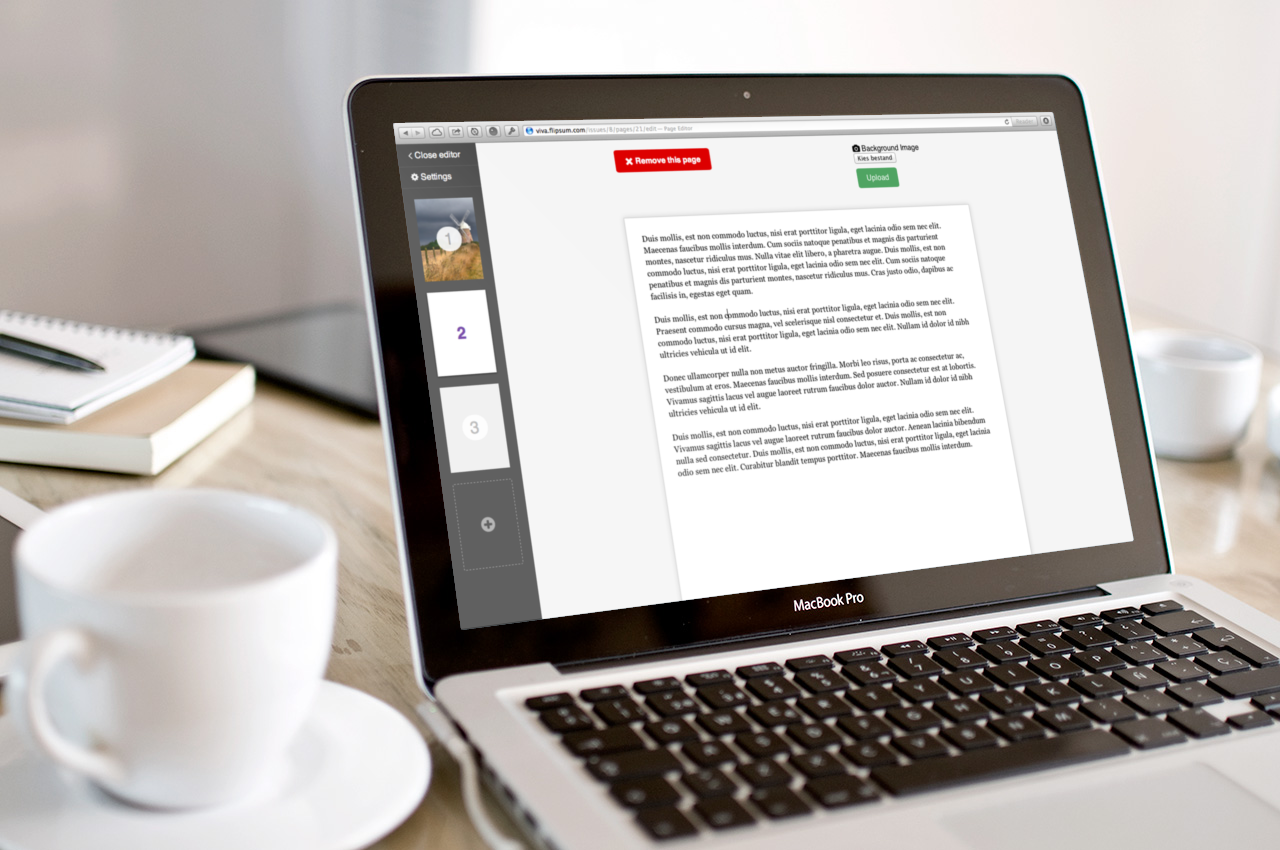 viva.flipsum.com/issues/8/pages/21/edit — Page Editor
Reader
Close editor
Settings
1
2
3
Remove this page
Background Image
Kies bestand
Upload
Duis mollis, est non commodo luctus, nisi erat porttitor ligula, eget lacinia odio sem nec elit.
Maecenas faucibus mollis interdum. Cum sociis natoque penatibus et magnis dis parturient
montes, nascetur ridiculus mus. Nulla vitae elit libero, a pharetra augue. Duis mollis, est non
commodo luctus, nisi erat porttitor ligula, eget lacinia odio sem nec elit. Cum sociis natoque
penatibus et magnis dis parturient montes, nascetur ridiculus mus. Cras justo odio, dapibus ac
facilisis in, egestas eget quam.
Duis mollis, est non commodo luctus, nisi erat porttitor ligula, eget lacinia odio sem nec elit.
Praesent commodo cursus magna, vel scelerisque nisl consectetur et. Duis mollis, est non
commodo luctus, nisi erat porttitor ligula, eget lacinia odio sem nec elit. Nullam id dolor id nibh
ultricies vehicula ut id elit.
Donec ullamcorper nulla non metus auctor fringilla. Morbi leo risus, porta ac consectetur ac,
vestibulum at eros. Maecenas faucibus mollis interdum. Sed posuere consectetur est at lobortis.
Vivamus sagittis lacus vel augue laoreet rutrum faucibus dolor auctor. Nullam id dolor id nibh
ultricies vehicula ut id elit.
Duis mollis, est non commodo luctus, nisi erat porttitor ligula, eget lacinia odio sem nec elit.
Vivamus sagittis lacus vel augue laoreet rutrum faucibus dolor auctor. Aenean lacinia bibendum
nulla sed consectetur. Duis mollis, est non commodo luctus, nisi erat porttitor ligula, eget lacinia
odio sem nec elit. Curabitur blandit tempus porttitor. Maecenas faucibus mollis interdum.
MacBook Pro